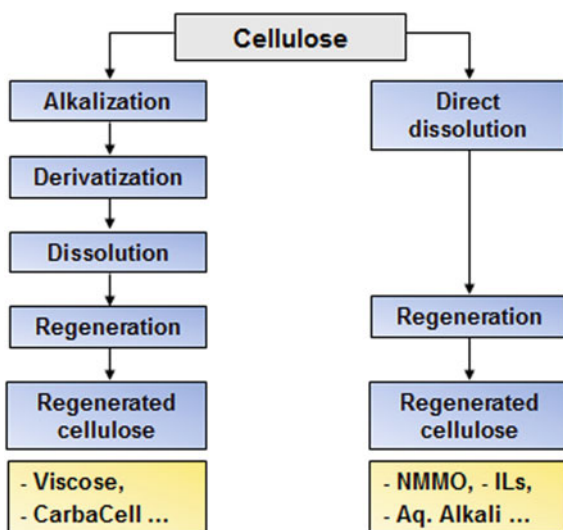 Cellulose
Alkalization
Derivatization
Dissolution
Regeneration
Regenerated
cellulose
- Viscose,
- CarbaCell ...
Direct
dissolution
Regeneration
Regenerated
cellulose
- NMMO, - ILs,
- Aq. Alkali ...